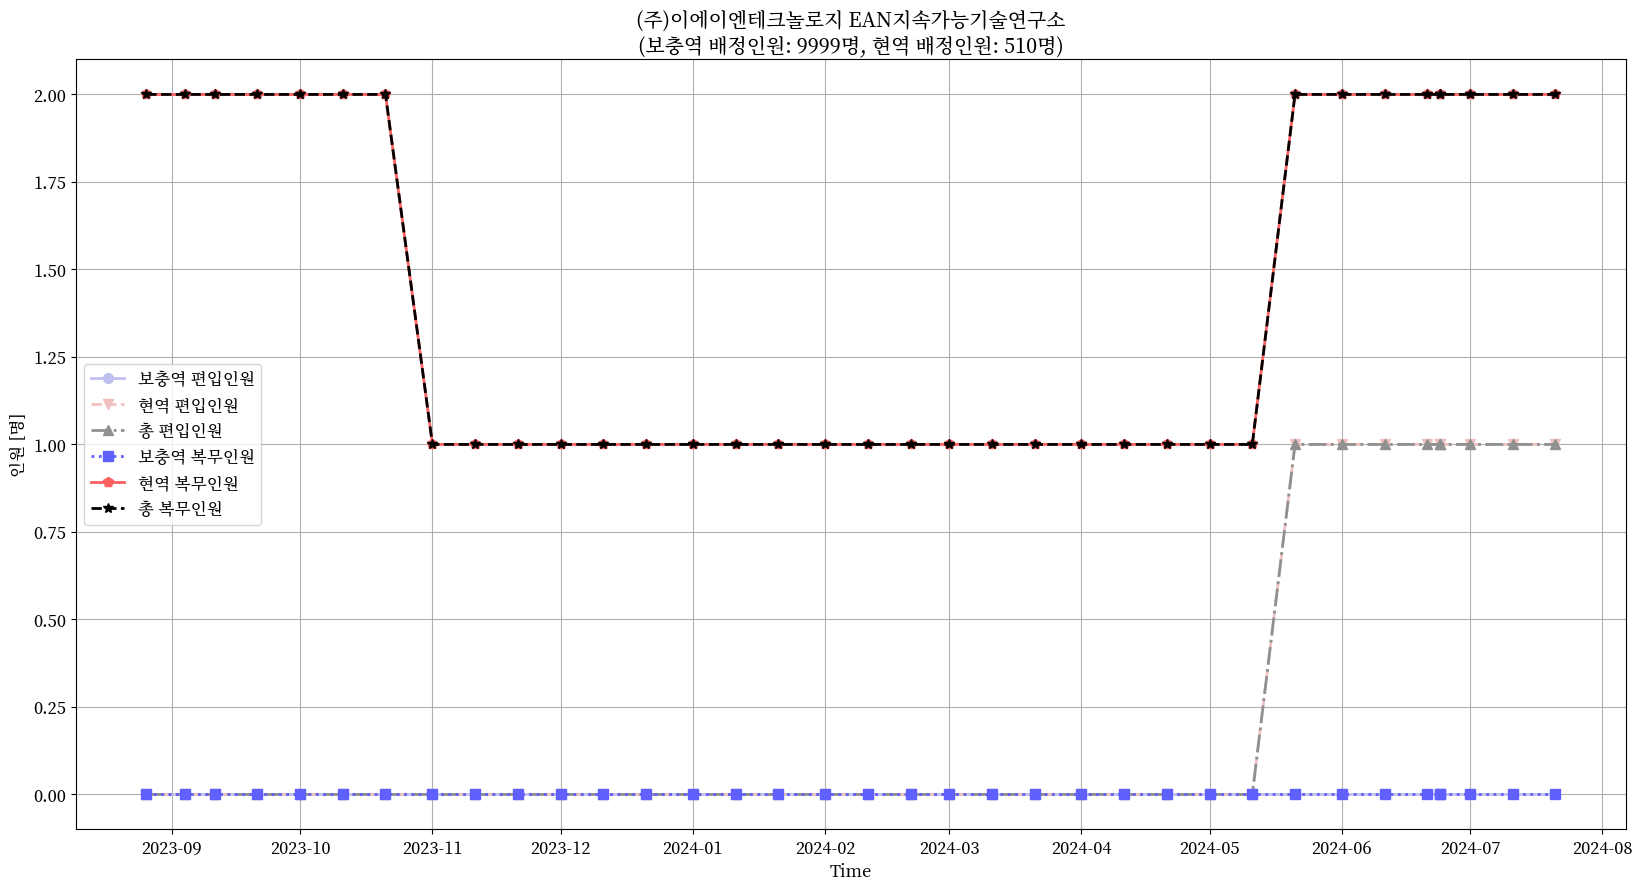 (주)이에이엔테크놀로지 EAN지속가능기술연구소
(보충역 배정인원: 9999명, 현역 배정인원: 510명)
2.00
1.75
1.50
1.25
1.00
0.75
0.50
0.25
0.00
인원 [명]
보충역 편입인원
현역 편입인원
총 편입인원
보충역 복무인원
현역 복무인원
총 복무인원
2023-09
2023-10
2023-11
2023-12
2024-01
2024-02
2024-03
2024-04
2024-05
2024-06
2024-07
2024-08
Time